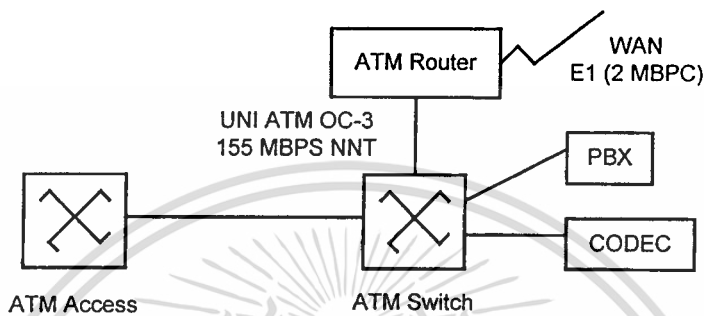 ATM Router
WAN
E1 (2 MBPC)
UNI ATM OC-3
155 MBPS NNT
PBX
CODEC
ATM Access
ATM Switch